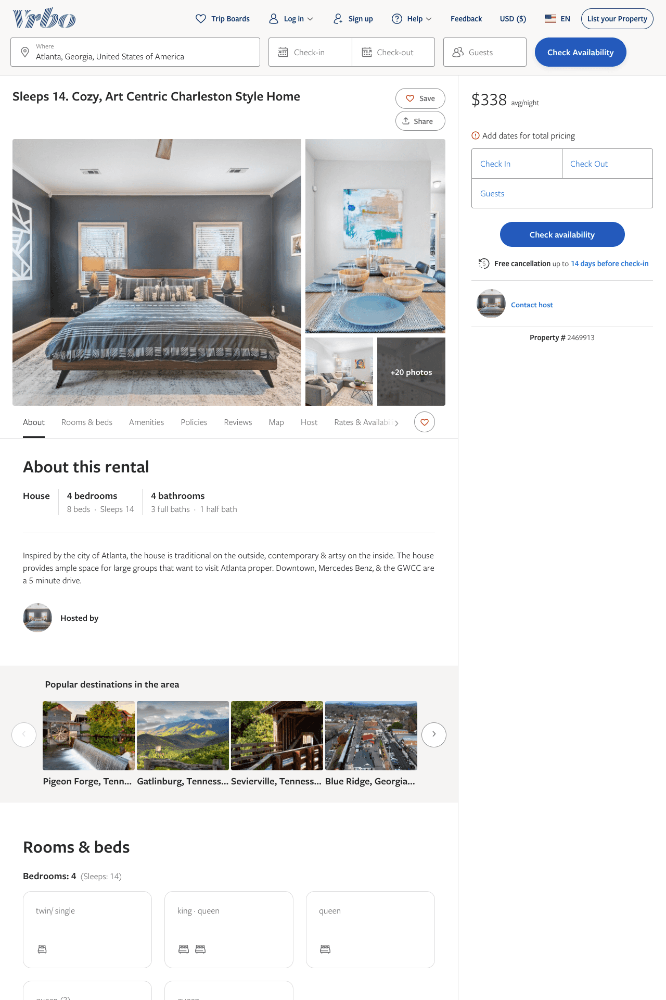 Vrbo
Trip Boards
Log in
Sign up
Help
Feedback
USD ($)
EN
List your Property
Where
Atlanta, Georgia, United States of America
Check-in
Check-out
Guests
Check Availability
Sleeps 14. Cozy, Art Centric Charleston Style Home
Save
Share
+20 photos
$338 avg/night
Add dates for total pricing
Check In
Check Out
Guests
Check availability
Free cancellation up to 14 days before check-in
Contact host
Property # 2469913
About
Rooms & beds
Amenities
Policies
Reviews
Map
Host
Rates & Availabili
About this rental
House
4 bedrooms
8 beds · Sleeps 14
4 bathrooms
3 full baths · 1 half bath
Inspired by the city of Atlanta, the house is traditional on the outside, contemporary & artsy on the inside. The house
provides ample space for large groups that want to visit Atlanta proper. Downtown, Mercedes Benz, & the GWCC are
a 5 minute drive.
Hosted by
Popular destinations in the area
Pigeon Forge, Tenn...
Gatlinburg, Tenness...
Sevierville, Tenness...
Blue Ridge, Georgia...
Rooms & beds
Bedrooms: 4 (Sleeps: 14)
twin/ single
king · queen
queen
queen (2)
queen